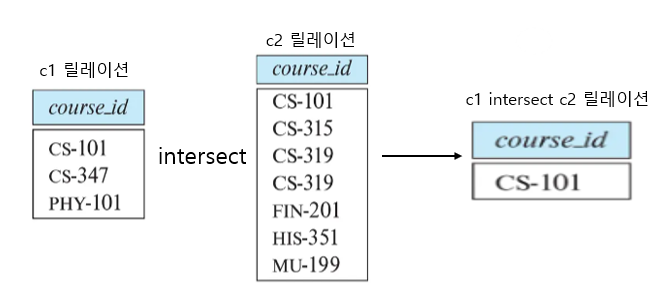 c1 릴레이션
course_id
CS-101
CS-347
PHY-101
intersect
c2 릴레이션
course_id
CS-101
CS-315
CS-319
CS-319
FIN-201
HIS-351
MU-199
c1 intersect c2 릴레이션
course_id
CS-101